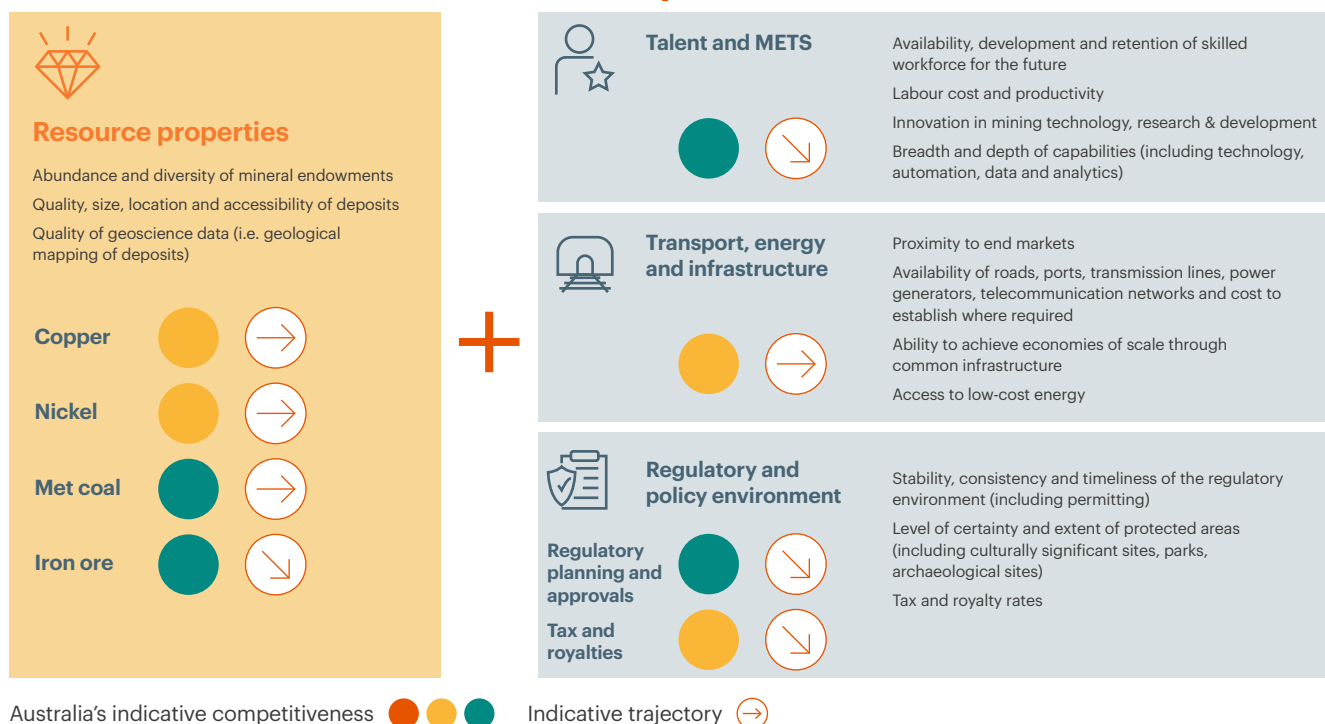 Resource properties
Abundance and diversity of mineral endowments
Quality, size, location and accessibility of deposits
Quality of geoscience data (i.e. geological
mapping of deposits)
Copper
Nickel
Met coal
Iron ore
Talent and METS
Availability, development and retention of skilled
workforce for the future
Labour cost and productivity
Innovation in mining technology, research & development
Breadth and depth of capabilities (including technology,
automation, data and analytics)
Transport, energy
and infrastructure
Proximity to end markets
Availability of roads, ports, transmission lines, power
generators, telecommunication networks and cost to
establish where required
Ability to achieve economies of scale through
common infrastructure
Access to low-cost energy
Regulatory and
policy environment
Regulatory
planning and
approvals
Tax and
royalties
Stability, consistency and timeliness of the regulatory
environment (including permitting)
Level of certainty and extent of protected areas
(including culturally significant sites, parks,
archaeological sites)
Tax and royalty rates
Australia's indicative competitiveness
Indicative trajectory